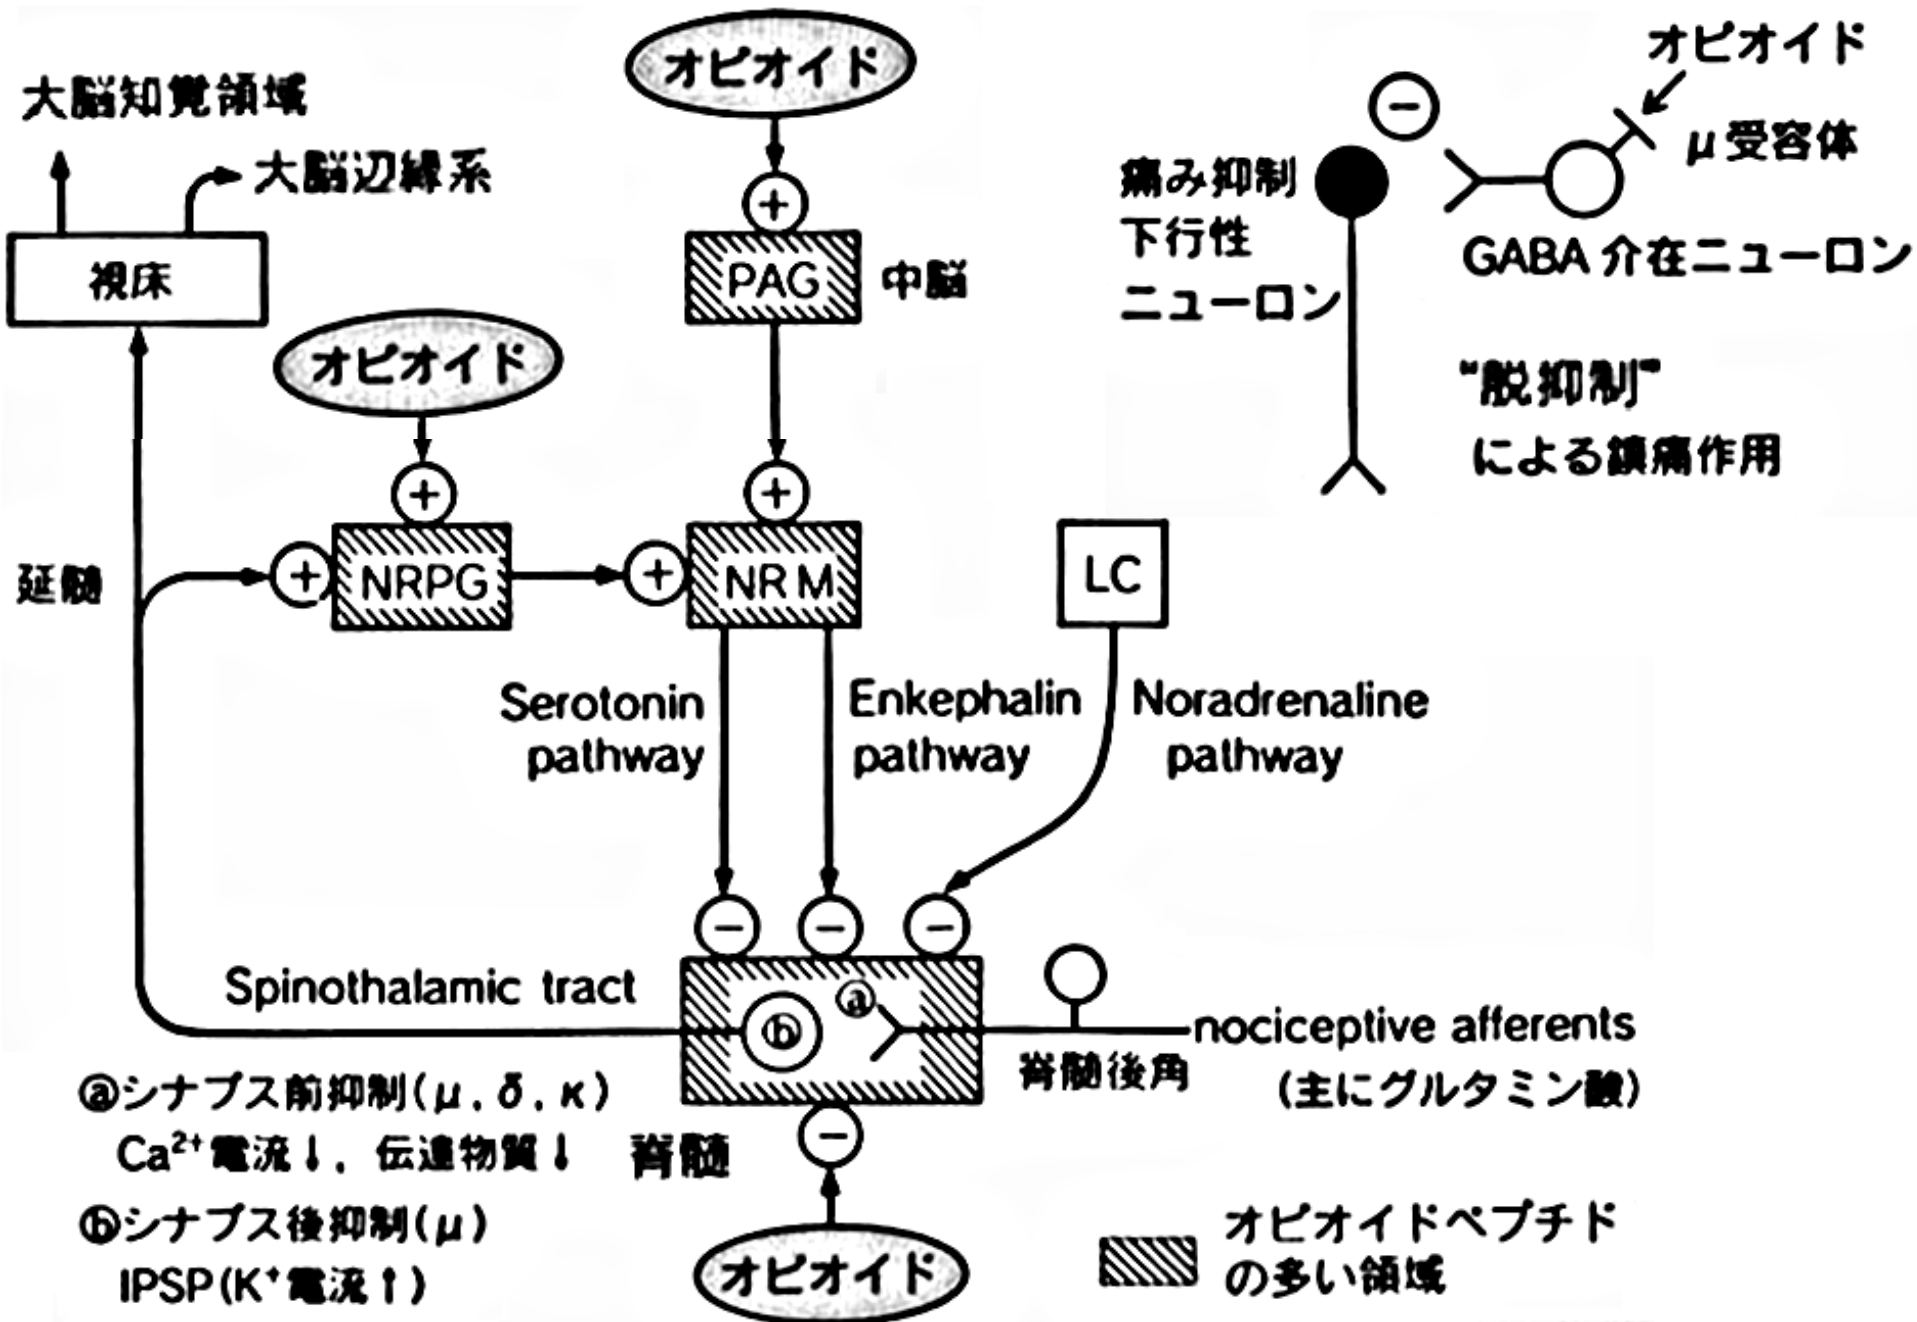 オピオイド
大脳知覚領域
大脳辺縁系
視床
オピオイド
PAG
中脳
オピオイド
μ受容体
痛み抑制
下行性
ニューロン
GABA 介在ニューロン
"脱抑制"
による鎮痛作用
延髄
NRPG
NRM
LC
Serotonin
pathway
Enkephalin
pathway
Noradrenaline
pathway
Spinothalamic tract
ⓑ
ⓐ
nociceptive afferents
(主にグルタミン酸)
脊髄後角
ⓐシナプス前抑制(μ, δ, κ)
Ca²⁺電流↓, 伝達物質↓
脊髄
ⓑシナプス後抑制(μ)
IPSP(K⁺電流↑)
オピオイド
オピオイドペプチド
の多い領域